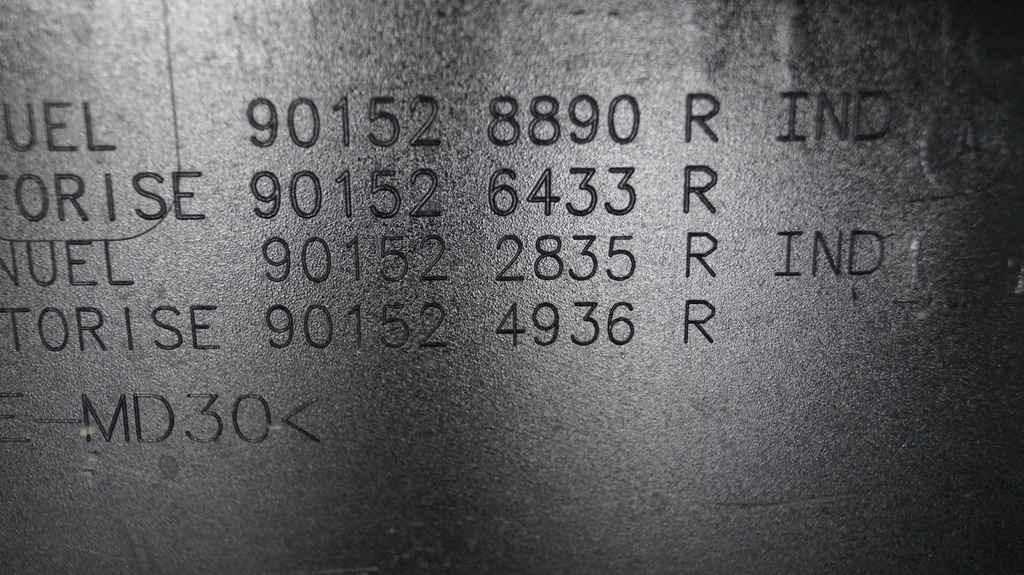 UEL 90152 8890 R IND A
TORISE 90152 6433 R
NUEL 90152 2835 R IND
TORISE 90152 4936 R
E-MD30<